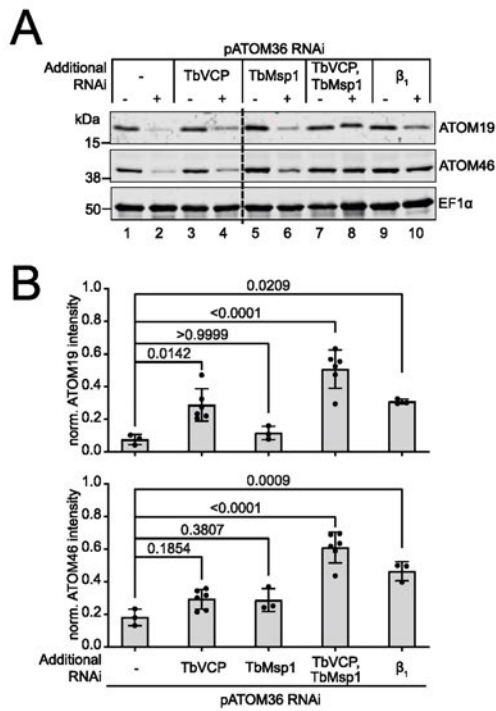 A
pATOM36 RNAi
Additional RNAi - TbVCP TbMsp1 TbVCP, TbMsp1 β1
- + - + - + - + - +
kDa
15 ATOM19
38 ATOM46
50 EF1α
1 2 3 4 5 6 7 8 9 10
B
norm. ATOM19 intensity
1.0
0.8
0.6
0.4
0.2
0.0
0.0209
<0.0001
>0.9999
0.0142
norm. ATOM46 intensity
1.0
0.8
0.6
0.4
0.2
0.0
0.0009
<0.0001
0.3807
0.1854
Additional RNAi - TbVCP TbMsp1 TbVCP, TbMsp1 β1
pATOM36 RNAi